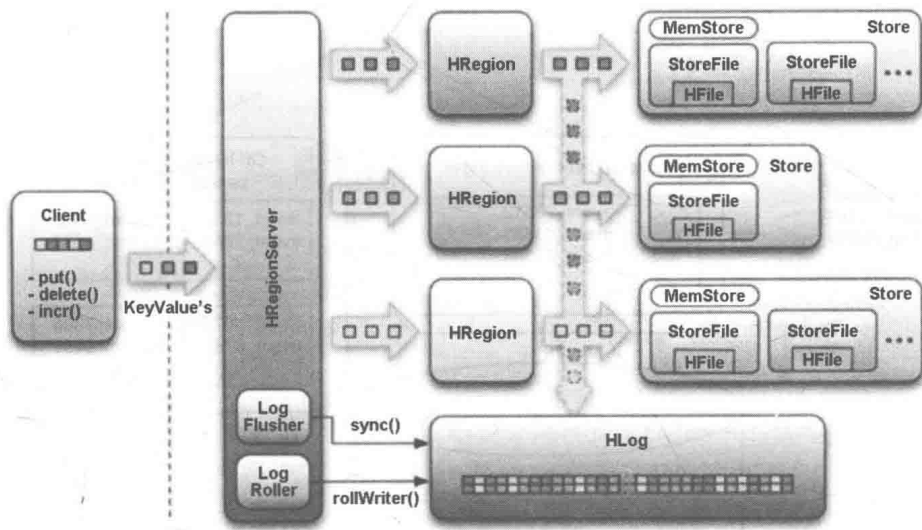 Client
- put()
- delete()
- incr()
KeyValue's
HRegionServer
Log
Flusher
Log
Roller
sync()
rollWriter()
HRegion
MemStore
Store
StoreFile
HFile
StoreFile
HFile
...
HRegion
MemStore
Store
StoreFile
HFile
HRegion
MemStore
Store
StoreFile
HFile
StoreFile
HFile
...
HLog